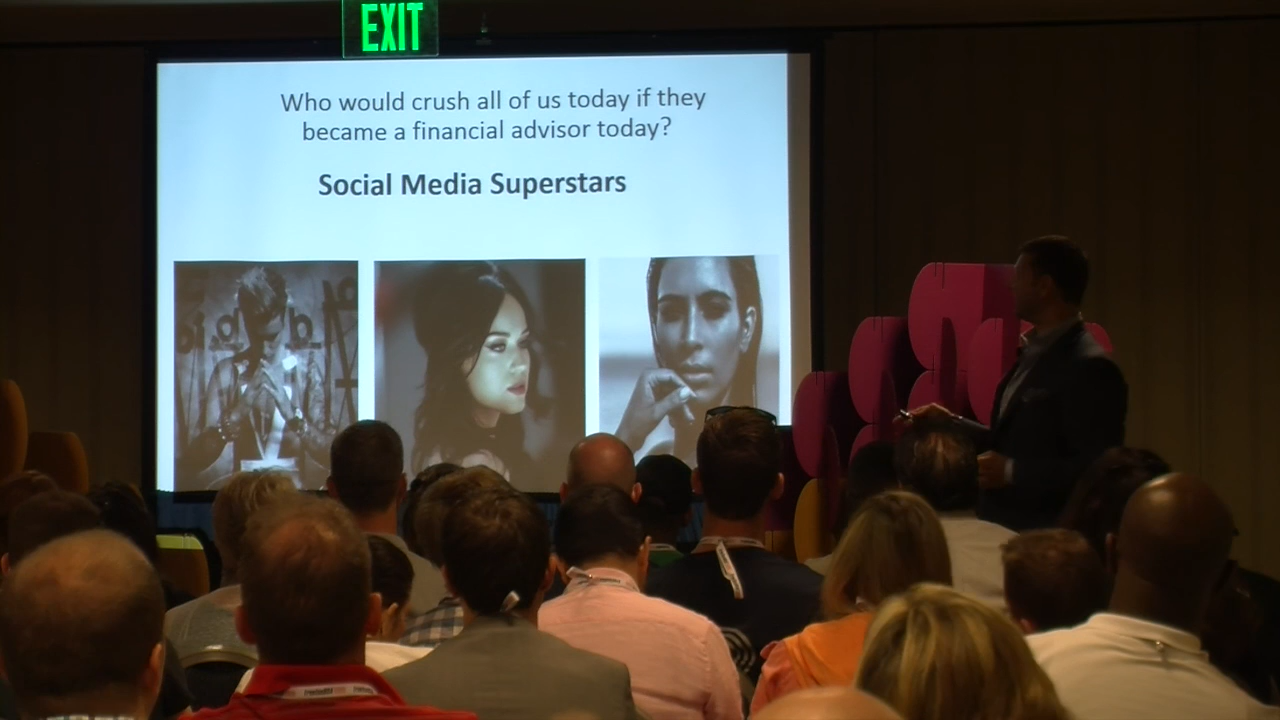 EXIT
Who would crush all of us today if they
became a financial advisor today?
Social Media Superstars